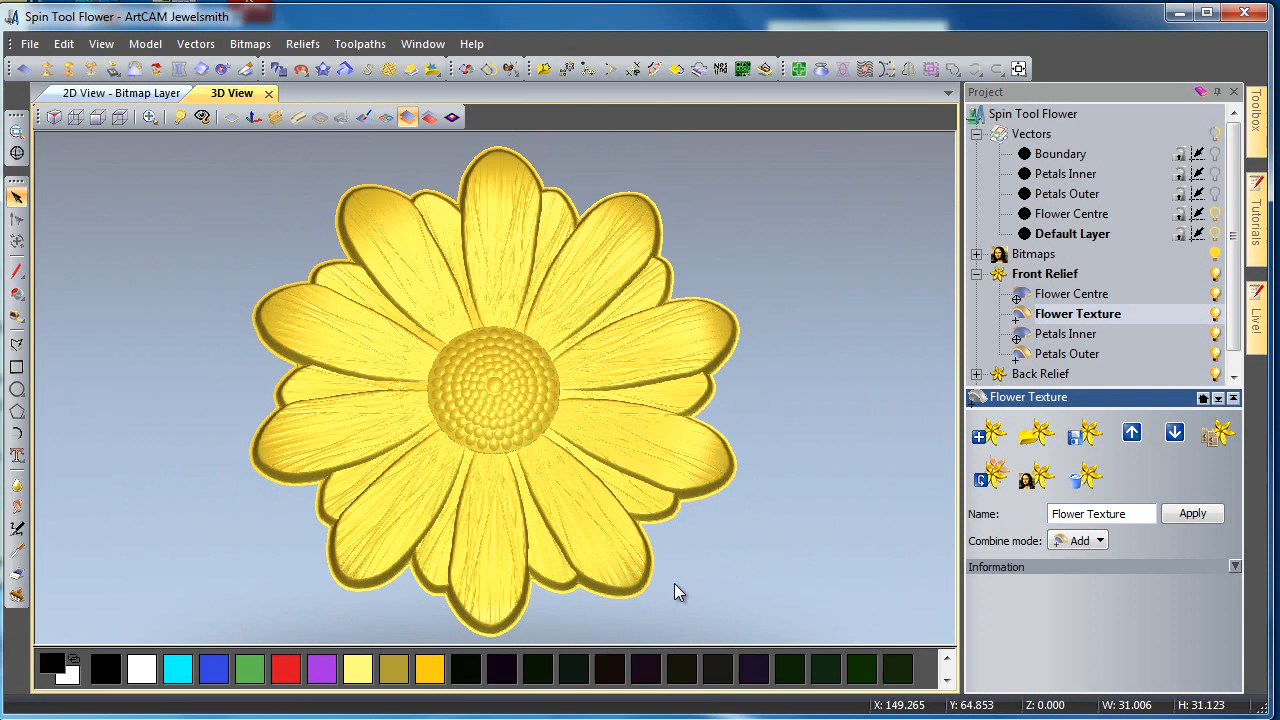 Spin Tool Flower - ArtCAM Jewelsmith
File Edit View Model Vectors Bitmaps Reliefs Toolpaths Window Help
2D View - Bitmap Layer
3D View
Project
Spin Tool Flower
Vectors
Boundary
Petals Inner
Petals Outer
Flower Centre
Default Layer
Bitmaps
Front Relief
Flower Centre
Flower Texture
Petals Inner
Petals Outer
Back Relief
Toolbox
Tutorials
Live!
Flower Texture
Name: Flower Texture Apply
Combine mode: Add
Information
X: 149.265 Y: 64.853 Z: 0.000 W: 31.006 H: 31.123